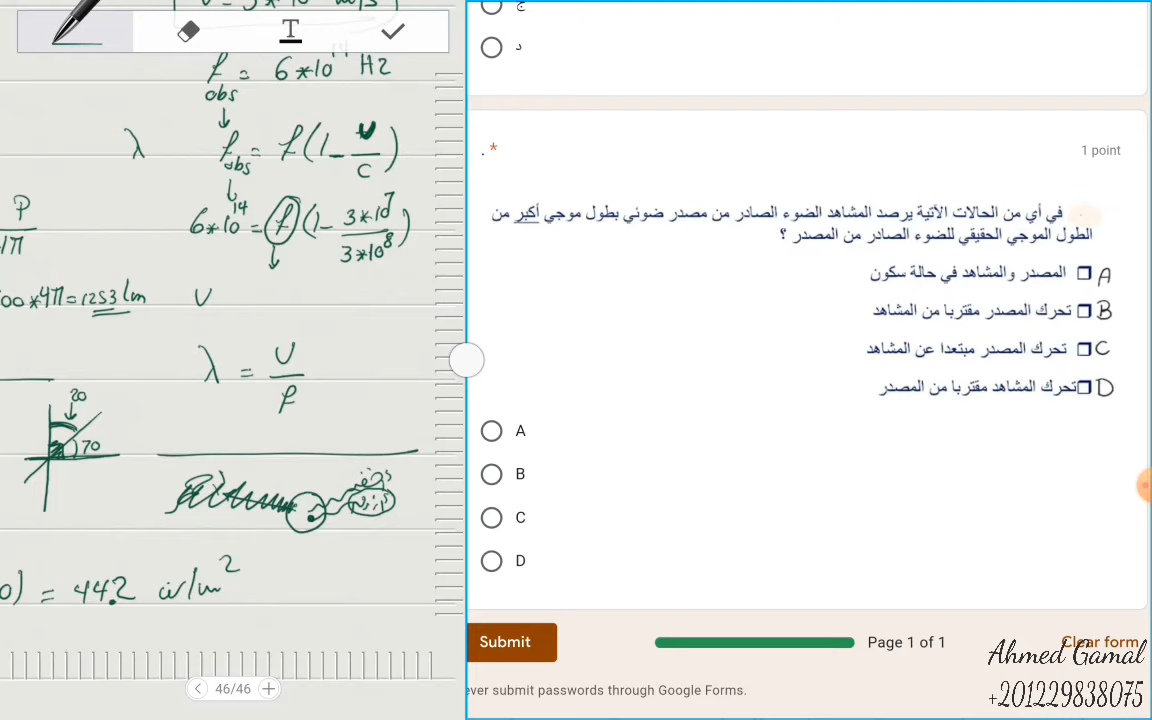 T
f = 6*10^14 Hz
obs
λ
f = f(1 - v/c)
obs
P
6*10^14 = f (1 - 3*10^7 / 3*10^8)
00*4π = 1253 lm
υ
λ = υ/f
20
70
0) = 442 w/m^2
46/46
ج
د
. *
1 point
في أي من الحالات الآتية يرصد المشاهد الضوء الصادر من مصدر ضوئي بطول موجي أكبر من
الطول الموجي الحقيقي للضوء الصادر من المصدر ؟
المصدر والمشاهد في حالة سكون A
تحرك المصدر مقتربا من المشاهد B
تحرك المصدر مبتعدا عن المشاهد C
تحرك المشاهد مقتربا من المصدر D
A
B
C
D
Submit
Page 1 of 1
Clear form
ever submit passwords through Google Forms.
Ahmed Gamal
+201229838075